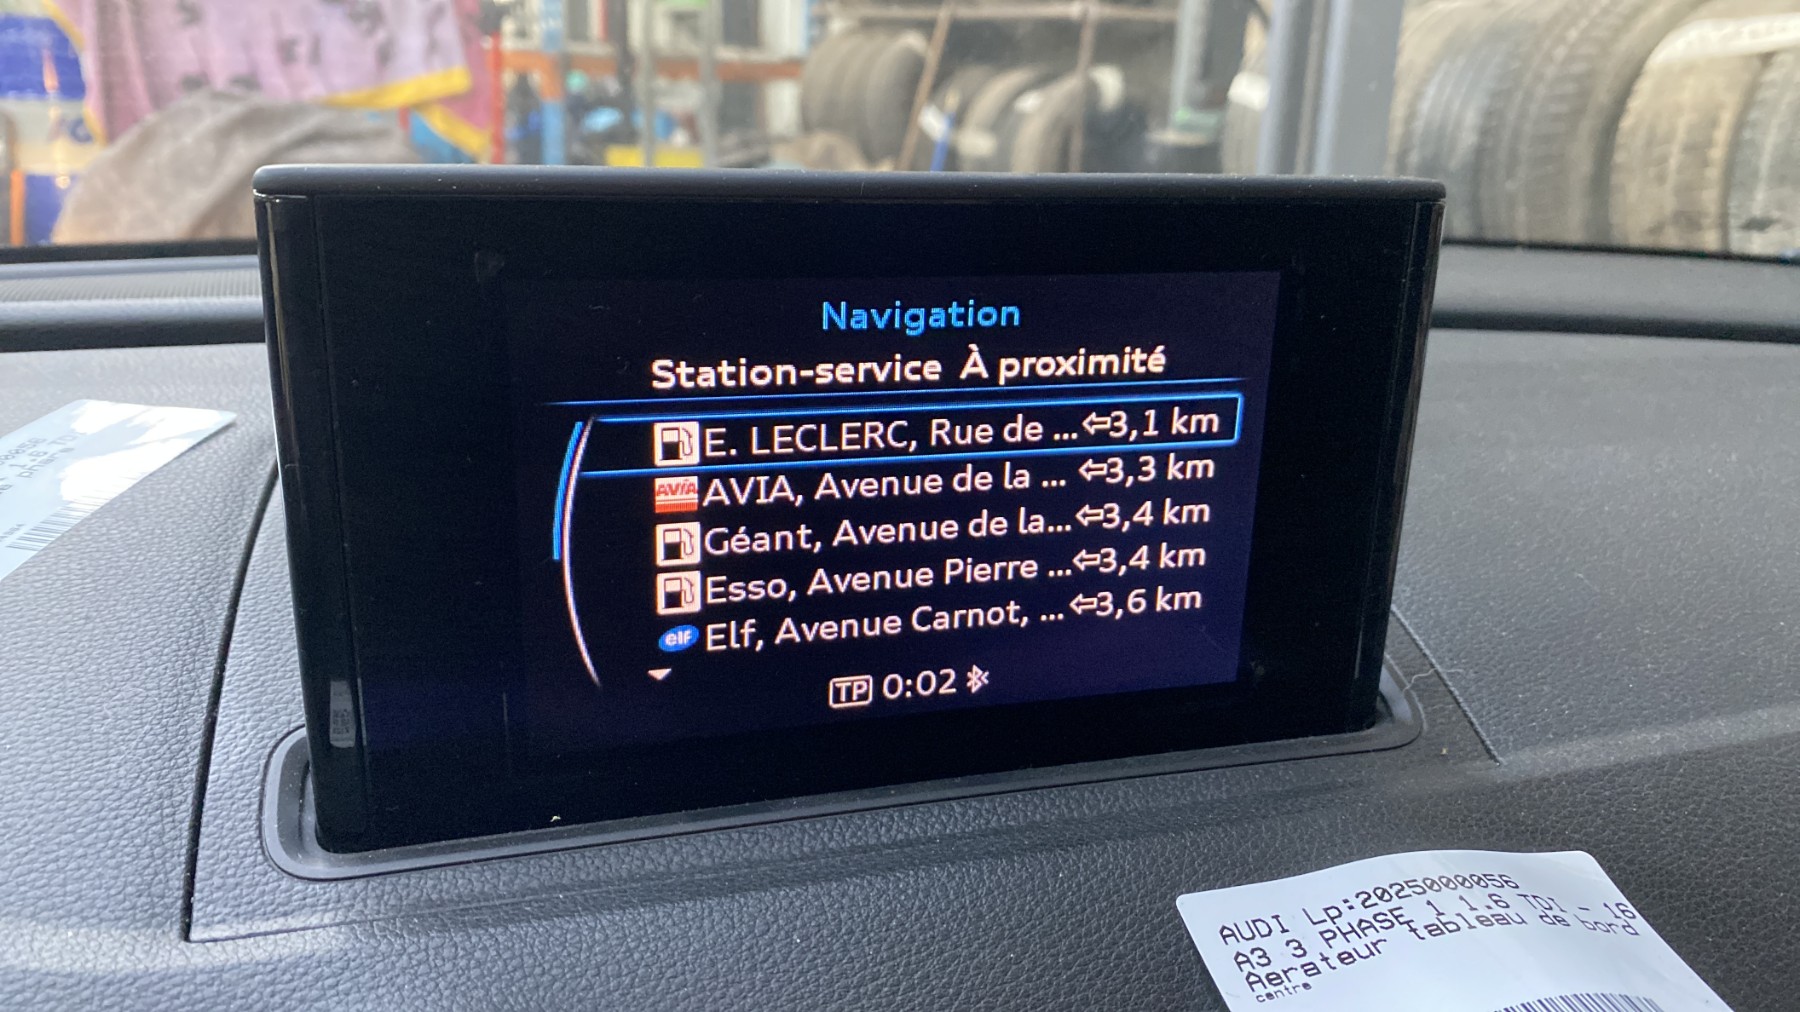 Navigation
Station-service À proximité
E. LECLERC, Rue de ... ⇦3,1 km
AVIA AVIA, Avenue de la ... ⇦3,3 km
Géant, Avenue de la... ⇦3,4 km
Esso, Avenue Pierre ... ⇦3,4 km
elf Elf, Avenue Carnot, ... ⇦3,6 km
TP 0:02
AUDI Lp:2025000056
A3 3 PHASE 1 1.6 TDI - 16
Aerateur tableau de bord
centre